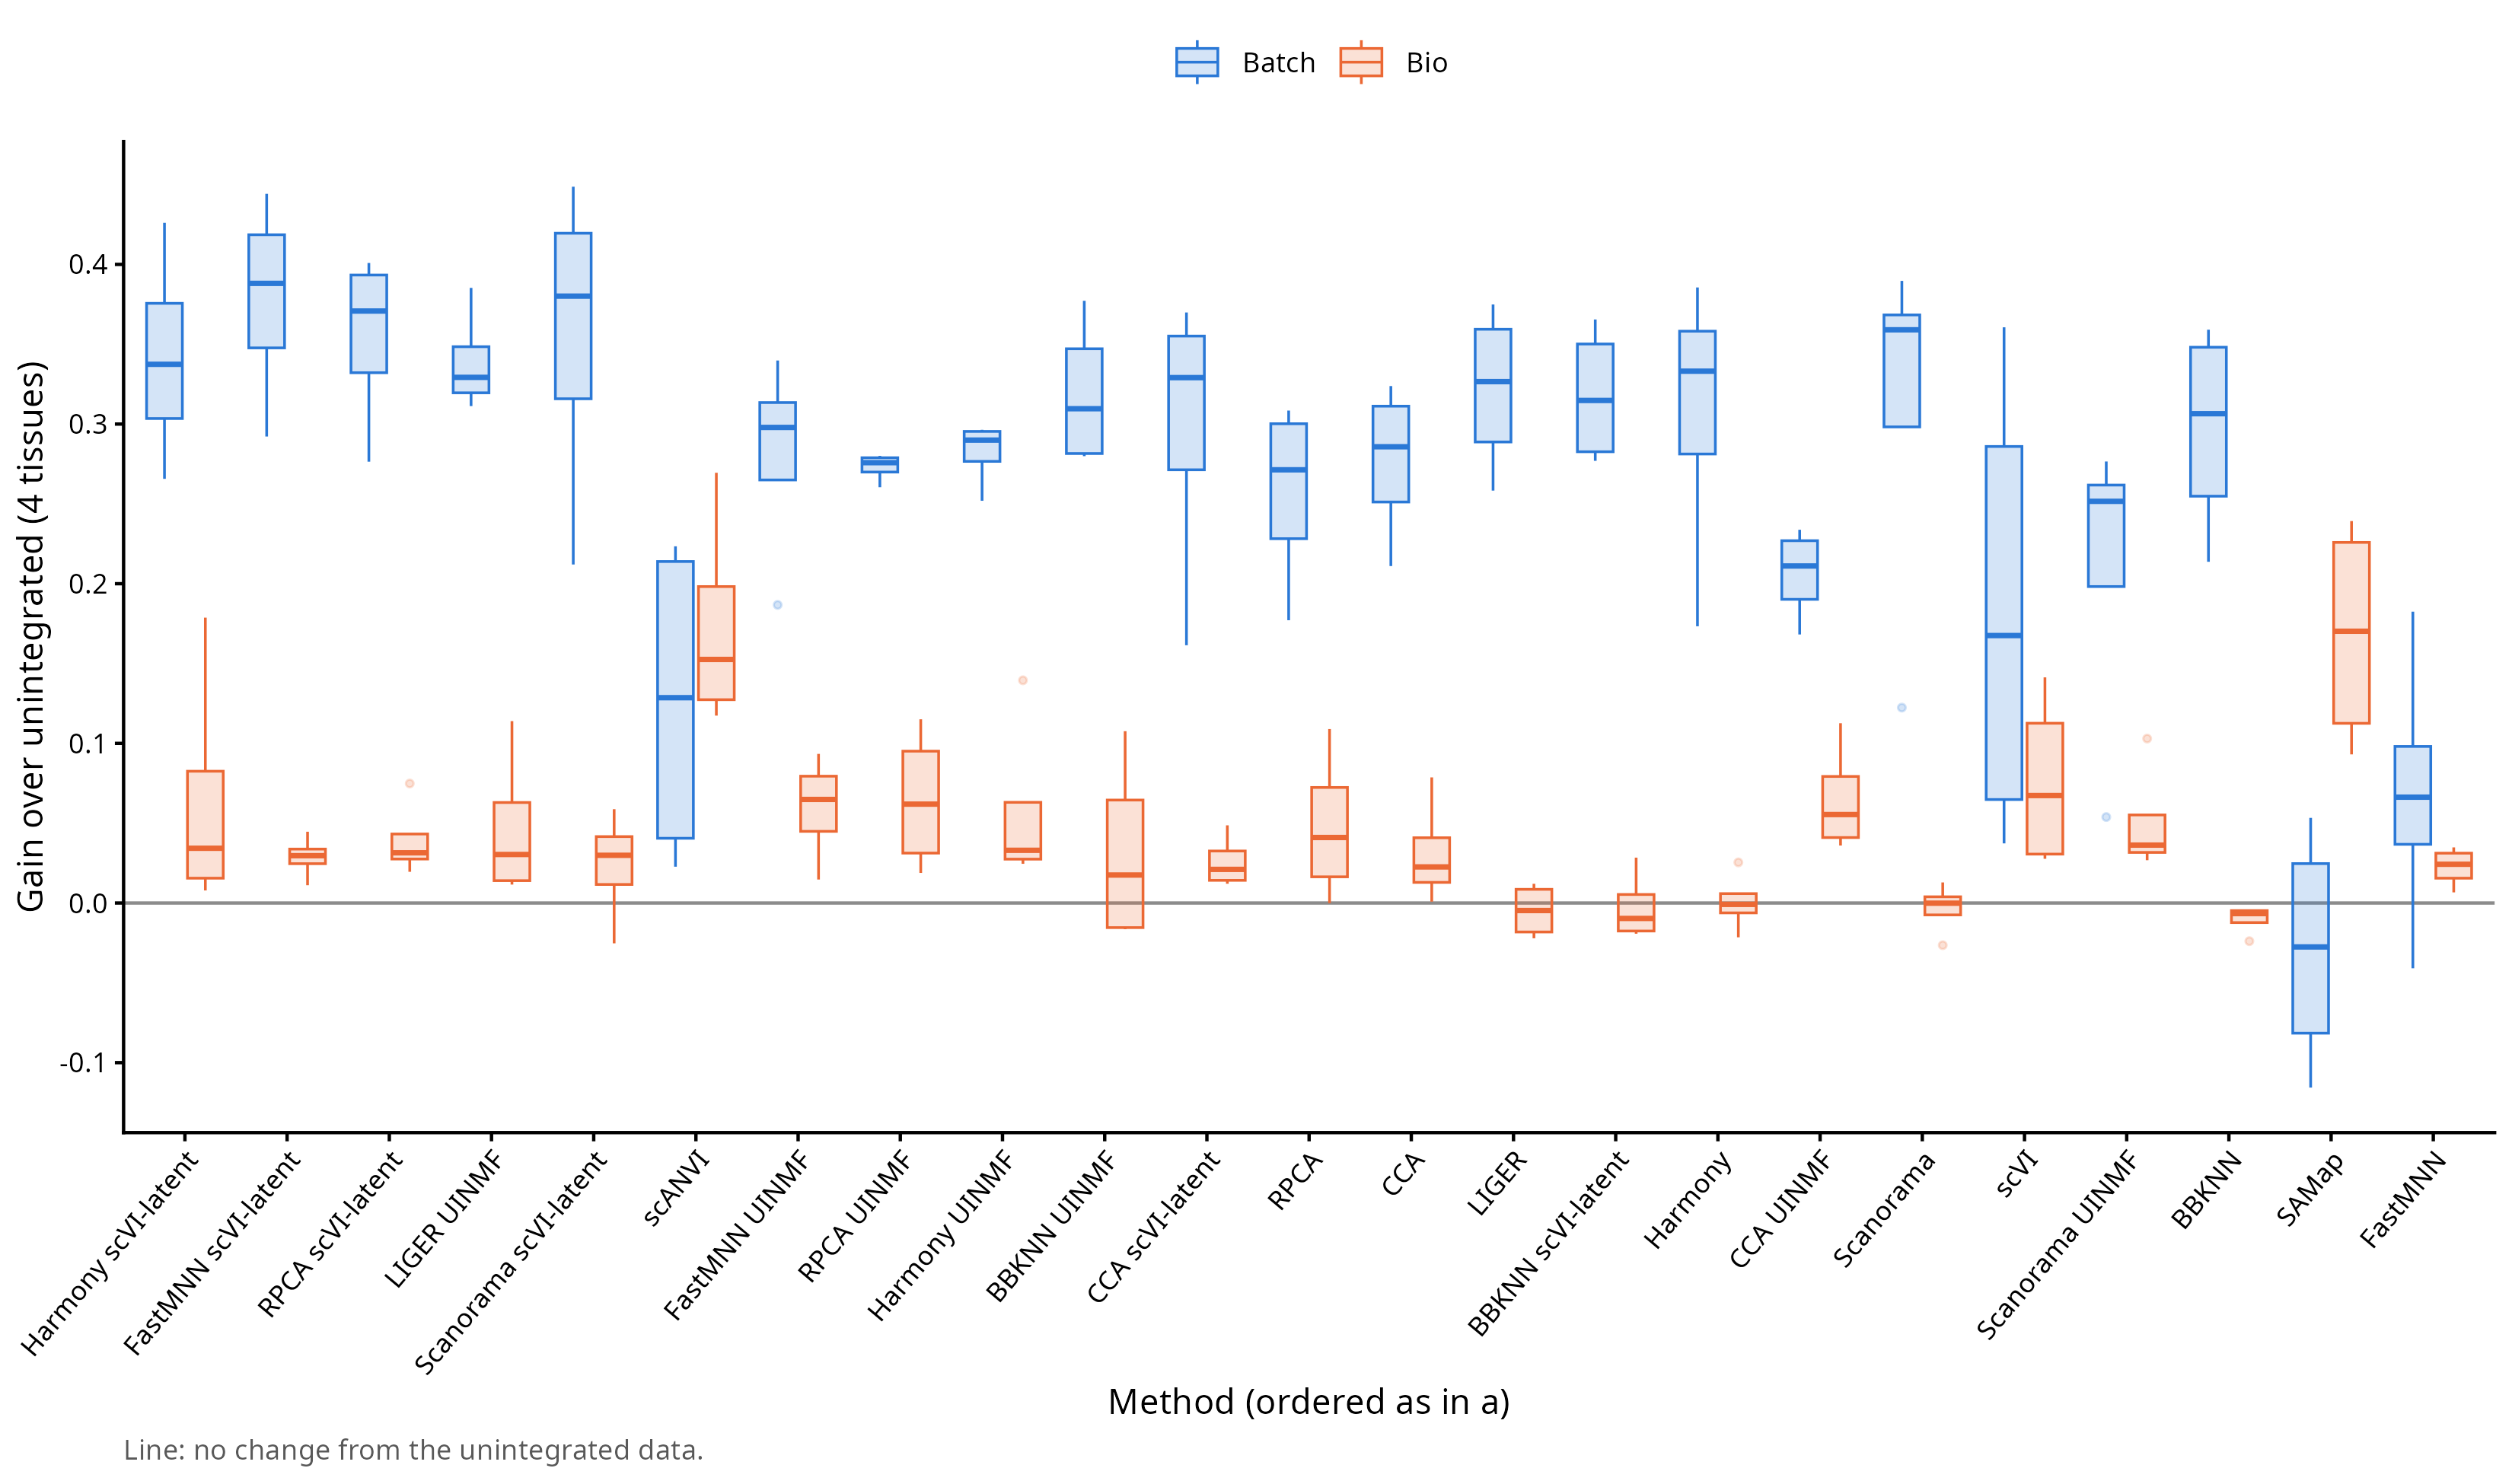 Batch
Bio
Gain over unintegrated (4 tissues)
0.4
0.3
0.2
0.1
0.0
-0.1
Harmony scVI-latent
FastMNN scVI-latent
RPCA scVI-latent
LIGER UINMF
Scanorama scVI-latent
scANVI
FastMNN UINMF
RPCA UINMF
Harmony UINMF
BBKNN UINMF
CCA scVI-latent
RPCA
CCA
LIGER
BBKNN scVI-latent
Harmony
CCA UINMF
Scanorama
scVI
Scanorama UINMF
BBKNN
SAMap
FastMNN
Method (ordered as in a)
Line: no change from the unintegrated data.